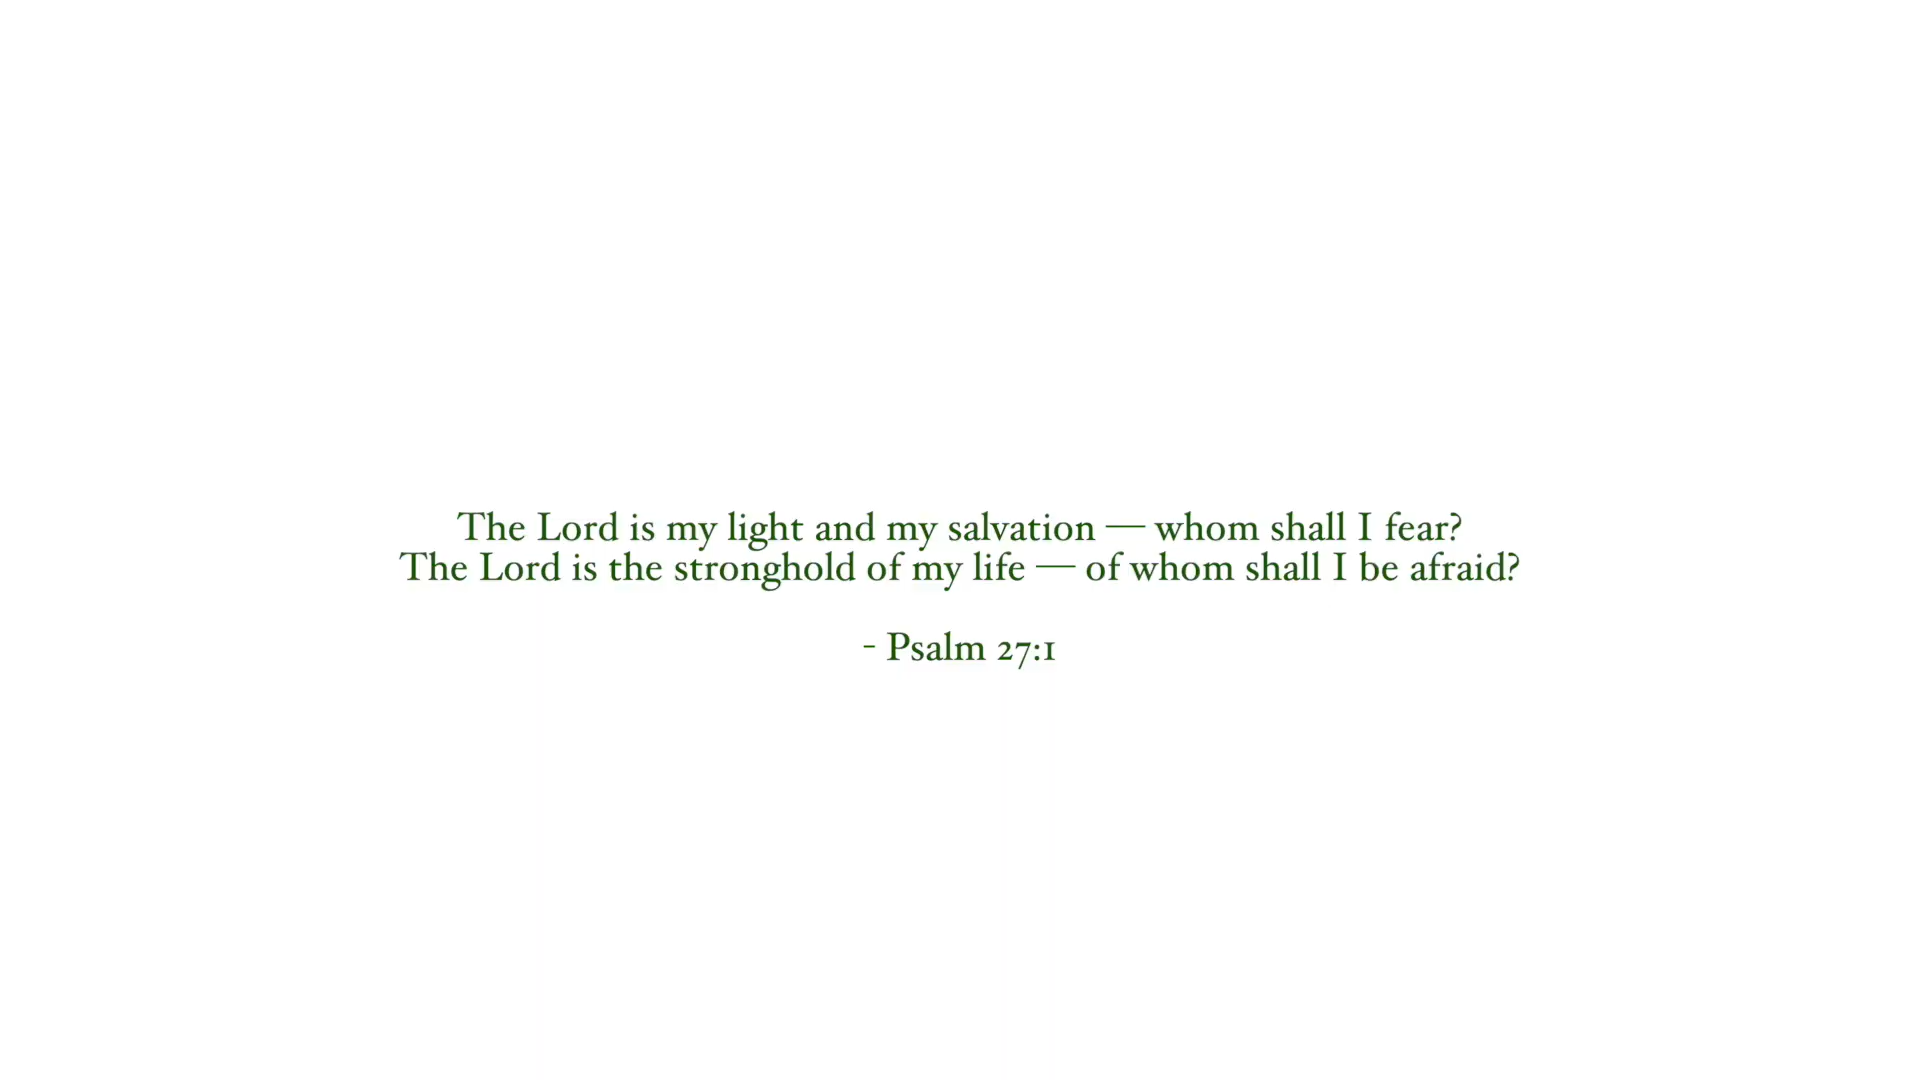 The Lord is my light and my salvation — whom shall I fear?
The Lord is the stronghold of my life — of whom shall I be afraid?
- Psalm 27:1